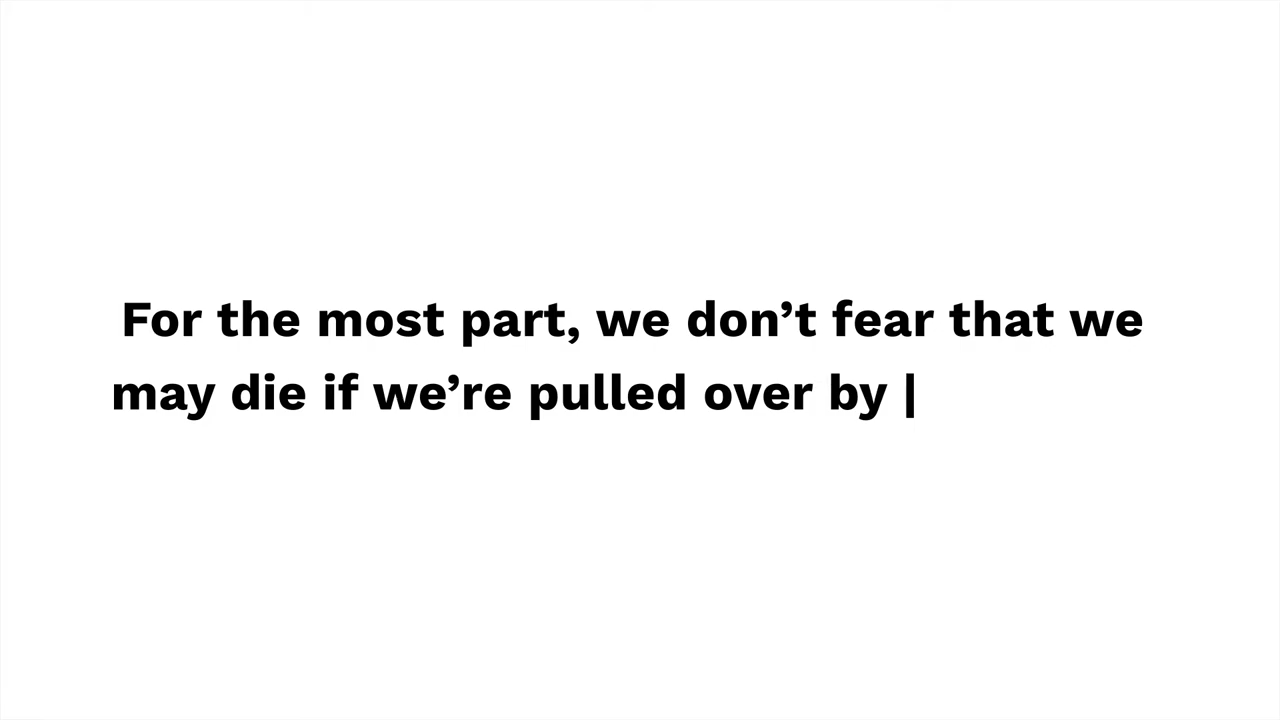 For the most part, we don’t fear that we
may die if we’re pulled over by |